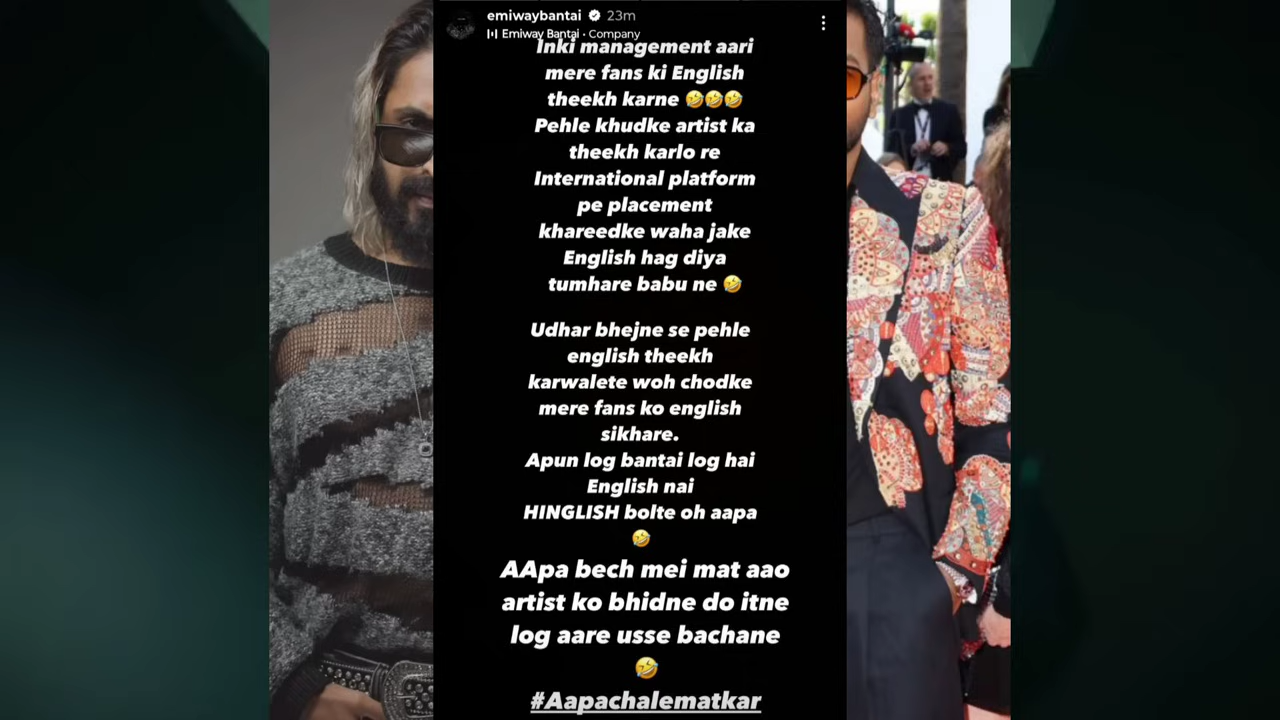 emiwaybantai 23m
Emiway Bantai • Company
Inki management aari
mere fans ki English
theekh karne 🤣🤣🤣
Pehle khudke artist ka
theekh karlo re
International platform
pe placement
khareedke waha jake
English hag diya
tumhare babu ne 🤣
Udhar bhejne se pehle
english theekh
karwalete woh chodke
mere fans ko english
sikhare.
Apun log bantai log hai
English nai
HINGLISH bolte oh aapa
🤣
AApa bech mei mat aao
artist ko bhidne do itne
log aare usse bachane
🤣
#Aapachalematkar